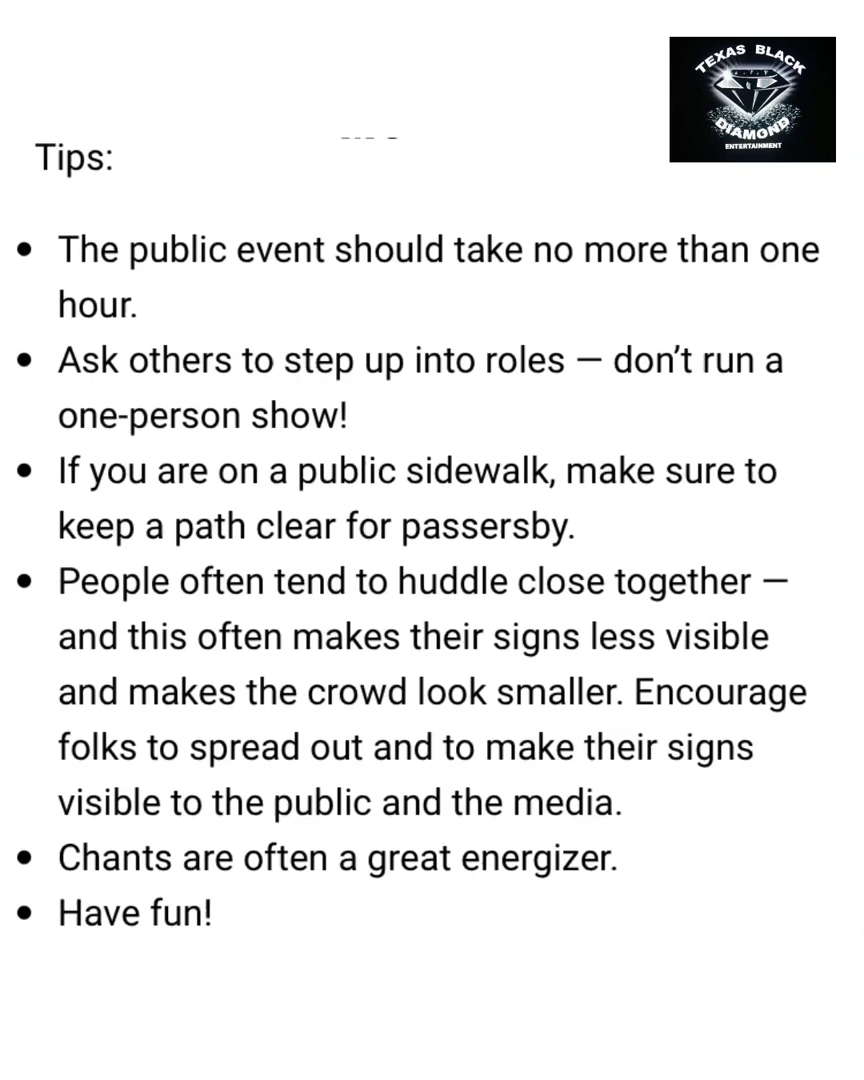 TEXAS BLACK
DIAMOND
ENTERTAINMENT
Tips:
• The public event should take no more than one
hour.
• Ask others to step up into roles — don’t run a
one-person show!
• If you are on a public sidewalk, make sure to
keep a path clear for passersby.
• People often tend to huddle close together —
and this often makes their signs less visible
and makes the crowd look smaller. Encourage
folks to spread out and to make their signs
visible to the public and the media.
• Chants are often a great energizer.
• Have fun!